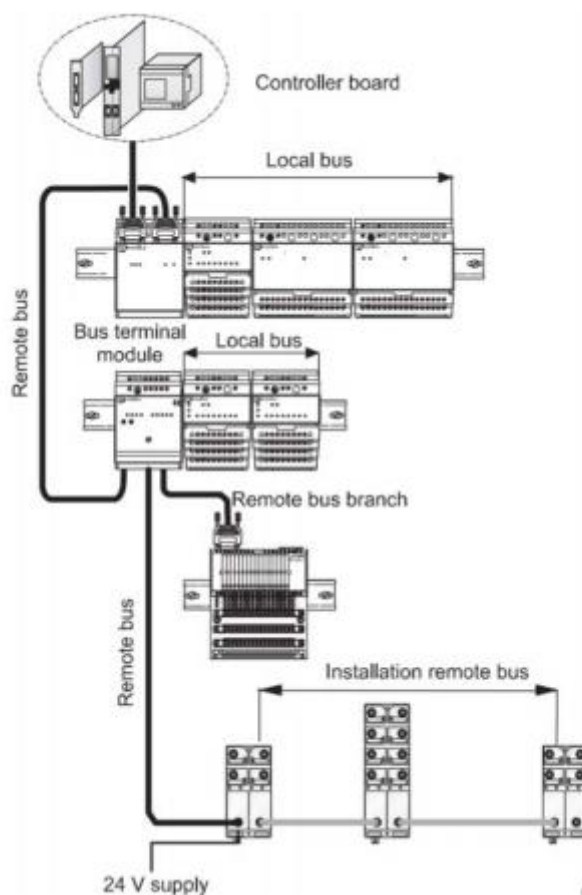 Controller board
Local bus
Remote bus
Bus terminal
module
Local bus
Remote bus branch
Remote bus
Installation remote bus
24 V supply